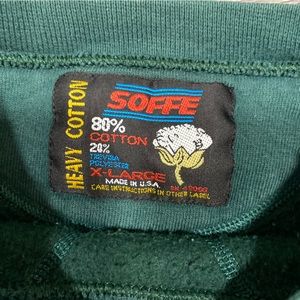 HEAVY COTTON
SOFFE
80%
COTTON
20%
TREVIRA
POLYESTER
X-LARGE
MADE IN U.S.A
CARE INSTRUCTIONS IN OTHER LABEL